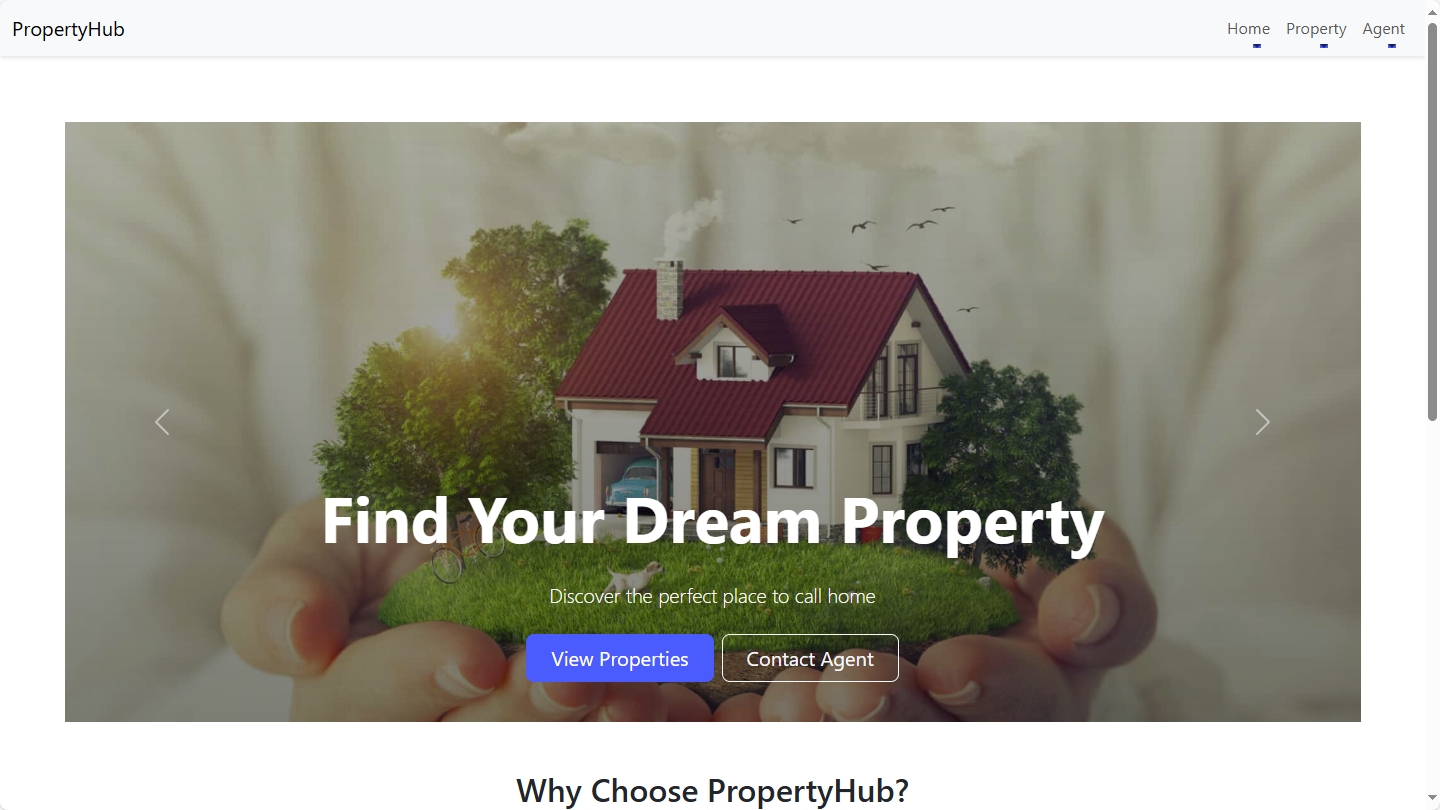 PropertyHub
Home Property Agent
Find Your Dream Property
Discover the perfect place to call home
View Properties Contact Agent
Why Choose PropertyHub?